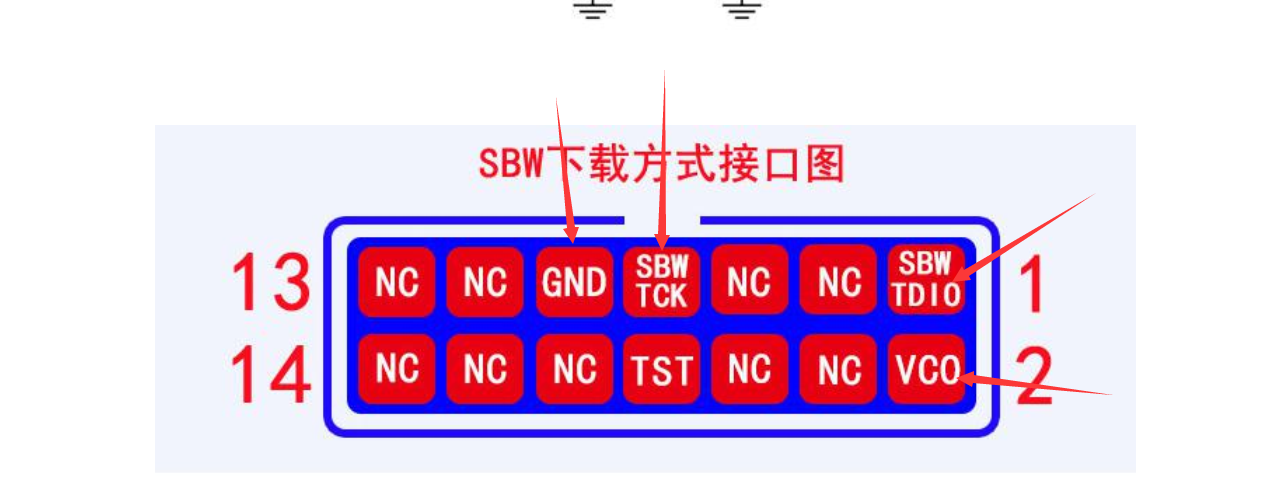 SBW下载方式接口图
13 NC NC GND SBW TCK NC NC SBW TDIO 1
14 NC NC NC TST NC NC VCO 2